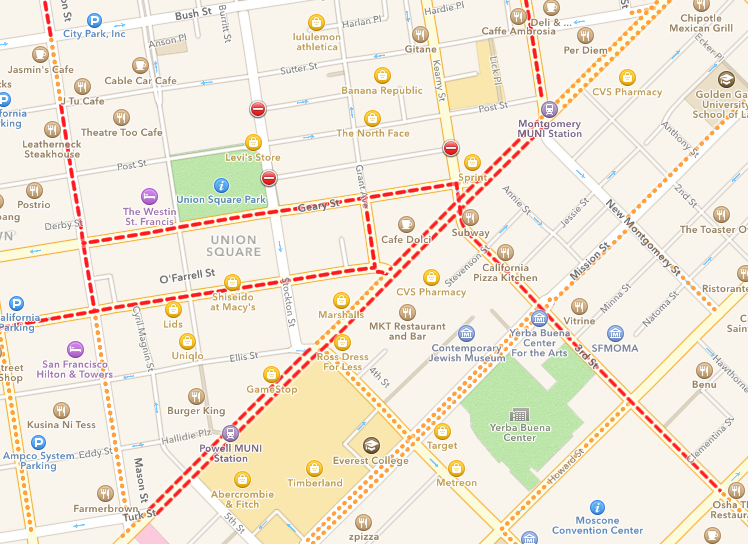 Bush St
City Park, Inc
Burritt St
Harlan Pl
Hardie Pl
lululemon
athletica
Gitane
Deli & ...
Caffe Ambrosia
Per Diem
Chipotle
Mexican Grill
Ecker Pl
Anson Pl
Jasmin's Cafe
Cable Car Cafe
Sutter St
Kearny St
Lick Pl
Banana Republic
CVS Pharmacy
Golden Ga
University
School of La
J Tu Cafe
California
Parking
Theatre Too Cafe
Post St
The North Face
Montgomery
MUNI Station
Anthony St
Leatherneck
Steakhouse
Levi's Store
Post St
Grant Ave
Sprint
Postrio
Union Square Park
The Westin
St. Francis
Annie St
Jessie St
2nd St
New Montgomery St
Derby St
Geary St
Subway
The Toaster O
UNION
SQUARE
Cafe Dolci
California
Pizza Kitchen
Mission St
O'Farrell St
Stockton St
Stevenson
CVS Pharmacy
Ristorante
Shiseido
at Macy's
California
Parking
Marshalls
Minna St
Natoma St
Lids
Cyril Magnin St
MKT Restaurant
and Bar
Vitrine
Yerba Buena
Center
For the Arts
SFMOMA
Contemporary
Jewish Museum
3rd St
Uniqlo
Ellis St
Ross Dress
For Less
4th St
San Francisco
Hilton & Towers
GameStop
Benu
Hawthorne
Burger King
Kusina Ni Tess
Yerba Buena
Center
Clementina St
Hallidie Plz
Powell MUNI
Station
Target
Everest College
Ampco System
Parking
Eddy St
Mason St
Howard St
Metreon
Timberland
Abercrombie
& Fitch
Farmerbrown
Turk St
5th St
zpizza
Moscone
Convention Center
Osha Th
Restaura